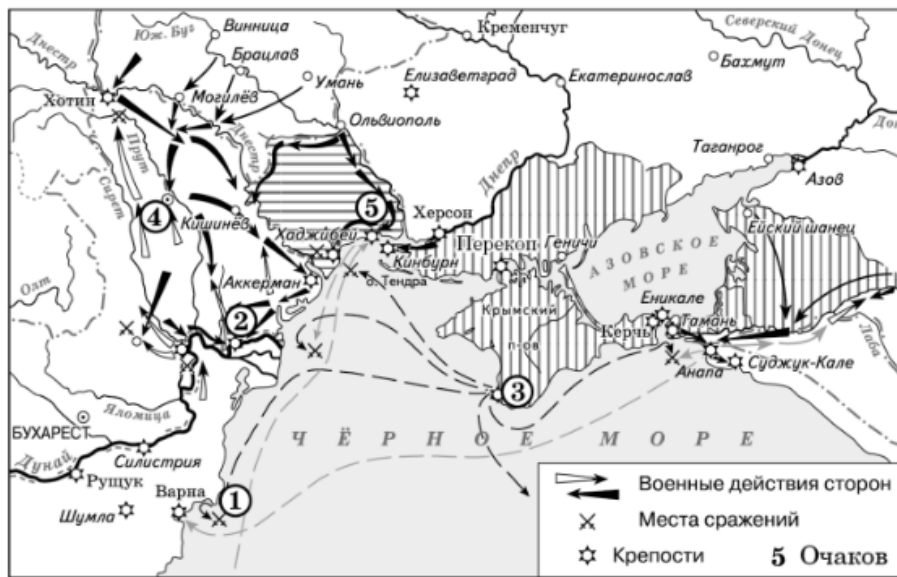 Винница
Юж. Буг
Кременчуг
Северский Донец
Днестр
Брацлав
Бахмут
Умань
Елизаветград
Екатеринослав
Хотин
Могилёв
Днестр
Ольвиополь
Таганрог
Дон
Прут
Днепр
Азов
Сирет
5
Херсон
4
Кишинёв
Хаджибей
Перекоп
Геничи
Ейский шанец
Кинбурн
АЗОВСКОЕ
МОРЕ
Олт
Аккерман
о. Тендра
Крымский
п-ов
Еникале
2
Керчь
Тамань
Лаба
Анапа
Суджук-Кале
3
Яломица
БУХАРЕСТ
ЧЁРНОЕ МОРЕ
Дунай
Силистрия
Рущук
Варна
1
Шумла
Военные действия сторон
Места сражений
Крепости
5 Очаков